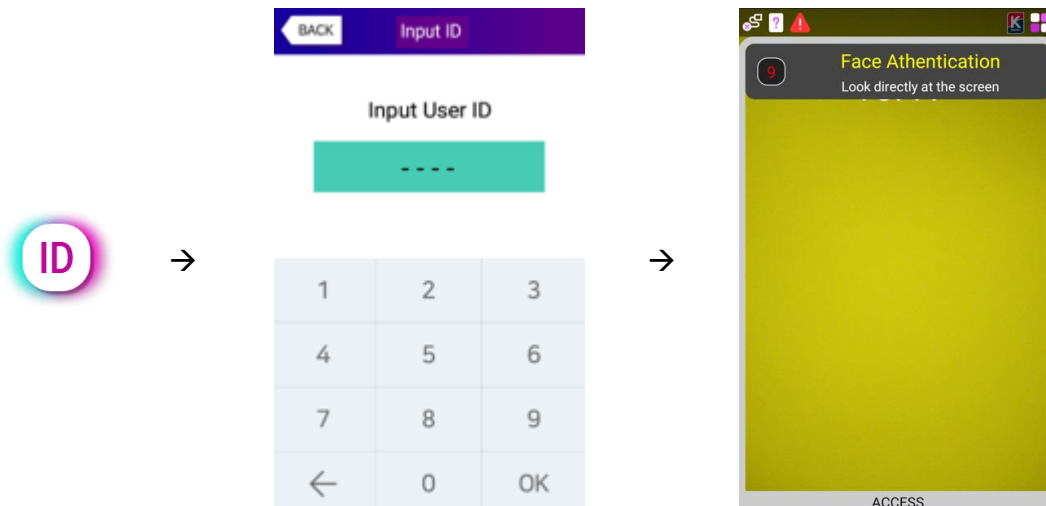 ID
→
BACK Input ID
Input User ID
- - - -
1 2 3
4 5 6
7 8 9
← 0 OK
→
? ! K
9 Face Athentication
Look directly at the screen
ACCESS